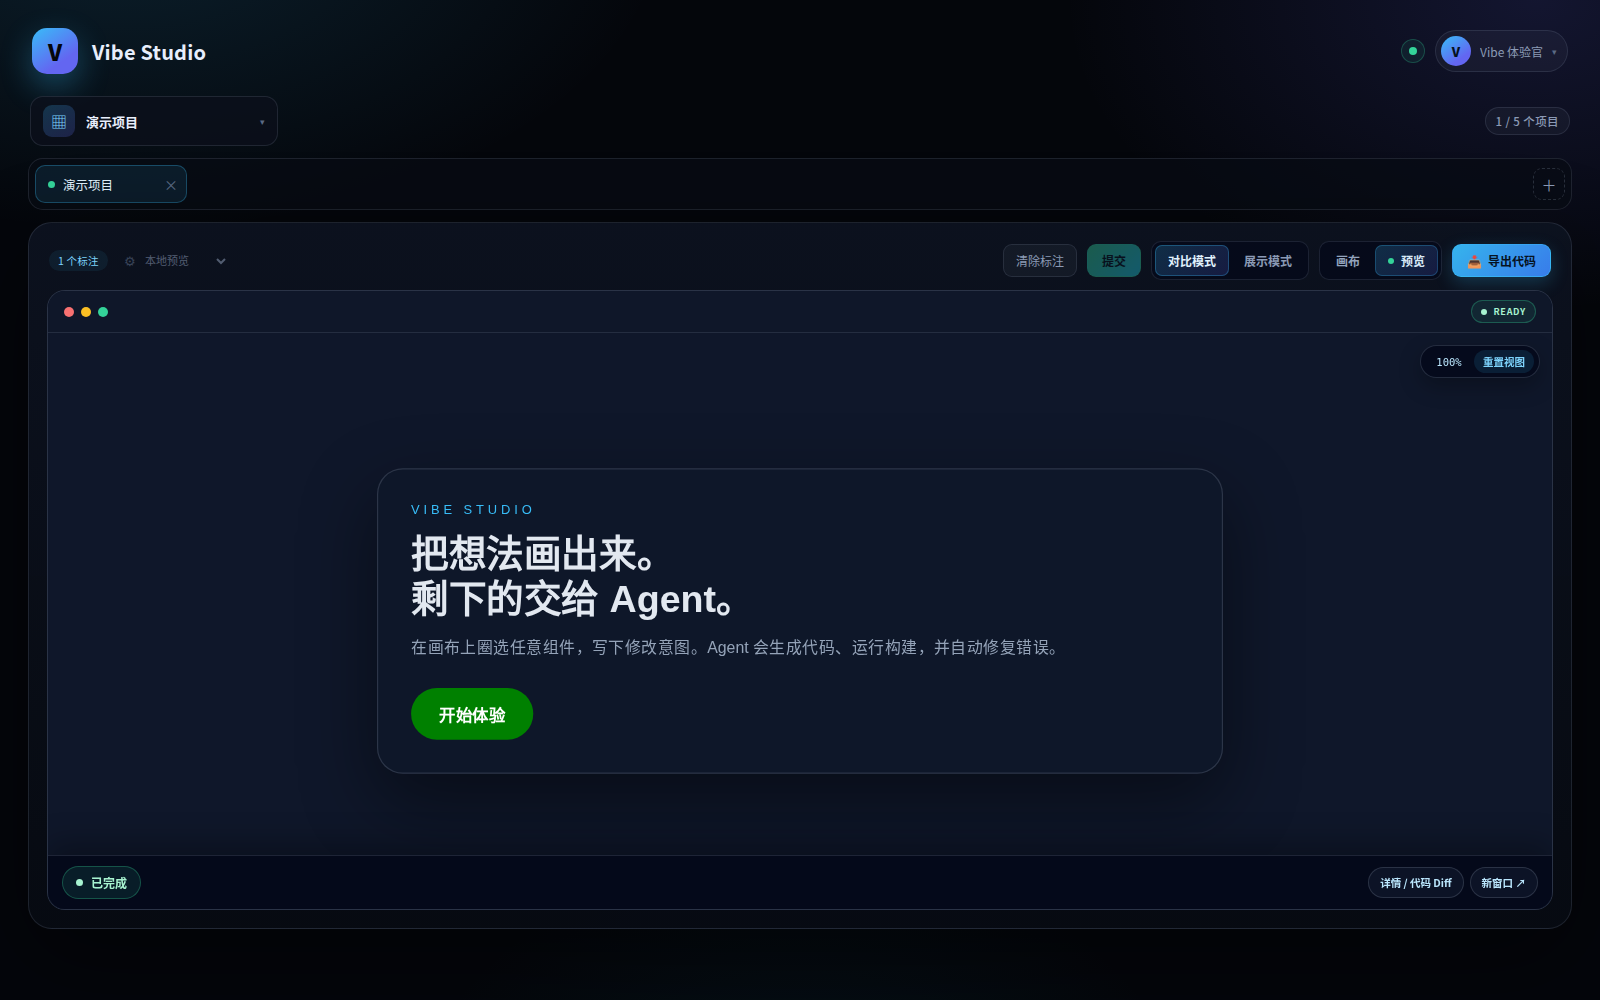 V
Vibe Studio
V
Vibe 体验官
演示项目
1 / 5 个项目
演示项目
1 个标注
本地预览
清除标注
提交
对比模式
展示模式
画布
预览
导出代码
READY
100%
重置视图
VIBE STUDIO
把想法画出来。
剩下的交给 Agent。
在画布上圈选任意组件，写下修改意图。Agent 会生成代码、运行构建，并自动修复错误。
开始体验
已完成
详情 / 代码 Diff
新窗口 ↗